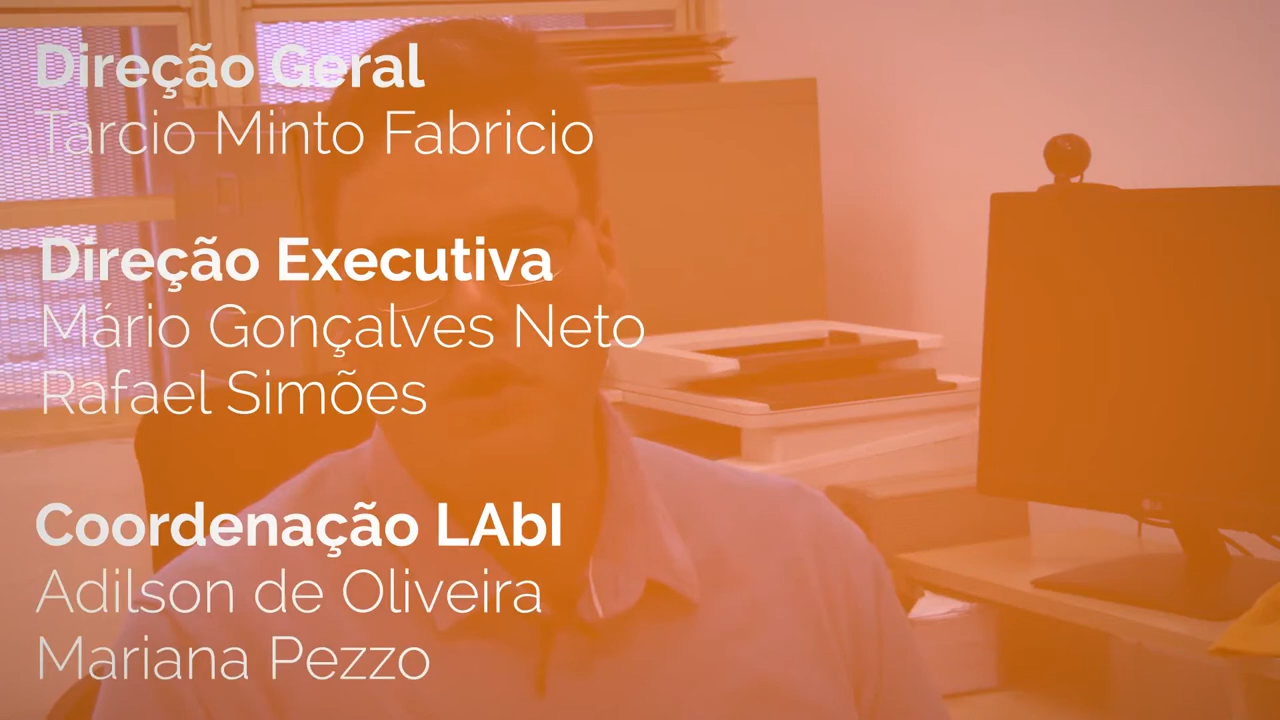 Direção Geral
Tarcio Minto Fabricio
Direção Executiva
Mário Gonçalves Neto
Rafael Simões
Coordenação LAbI
Adilson de Oliveira
Mariana Pezzo